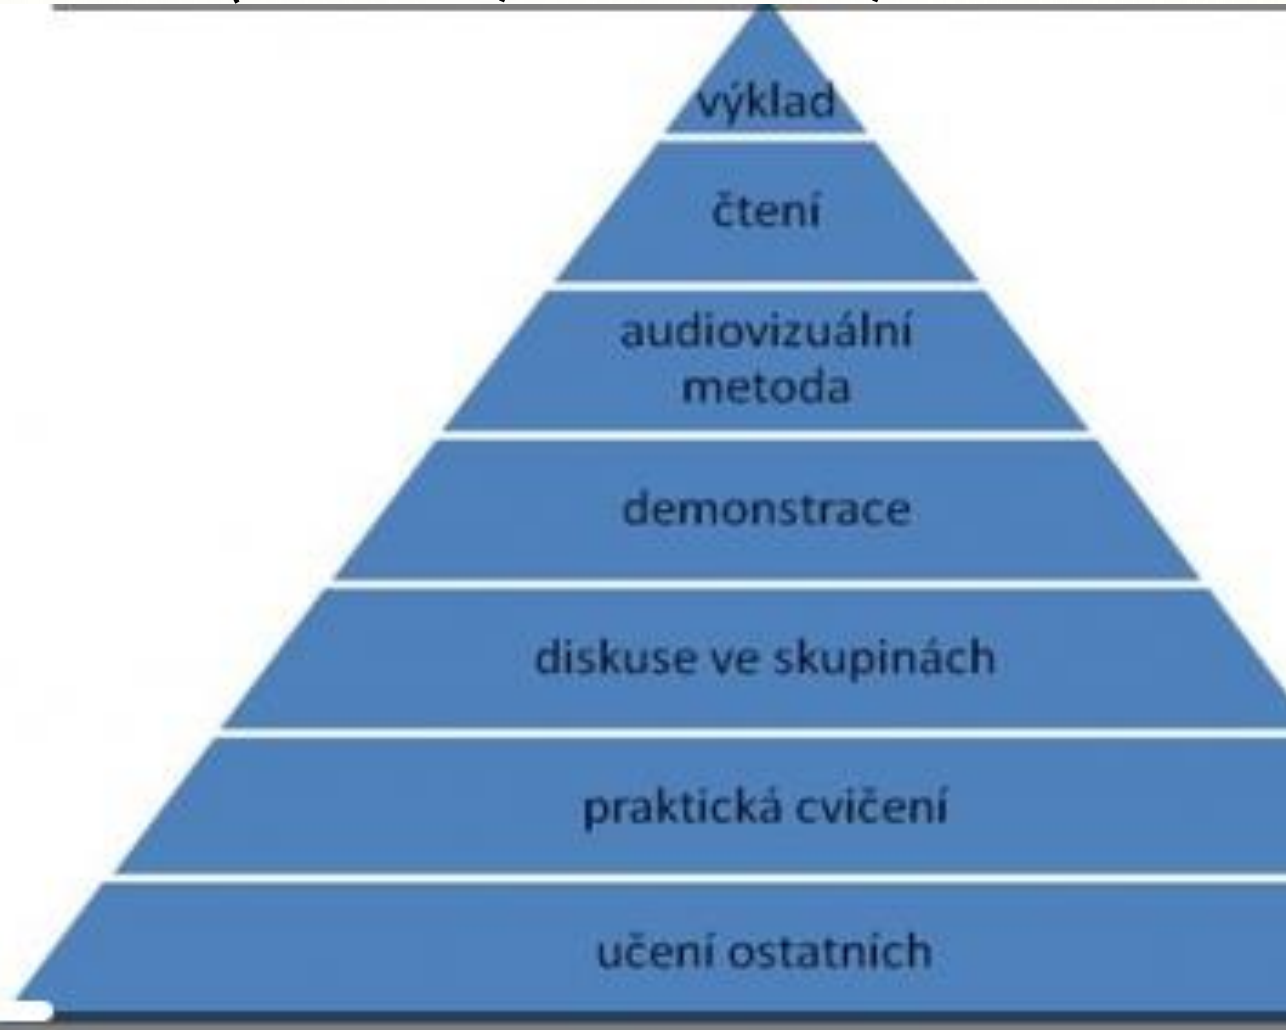 výklad
čtení
audiovizuální
metoda
demonstrace
diskuse ve skupinách
praktická cvičení
učení ostatních